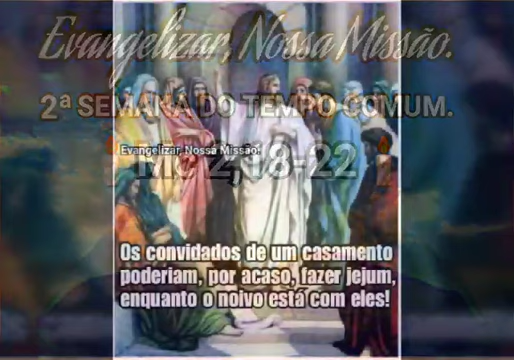 Evangelizar, Nossa Missão.
2ª SEMANA DO TEMPO COMUM.
Evangelizar, Nossa Missão.
Mc 2,18-22
Os convidados de um casamento
poderiam, por acaso, fazer jejum,
enquanto o noivo está com eles!